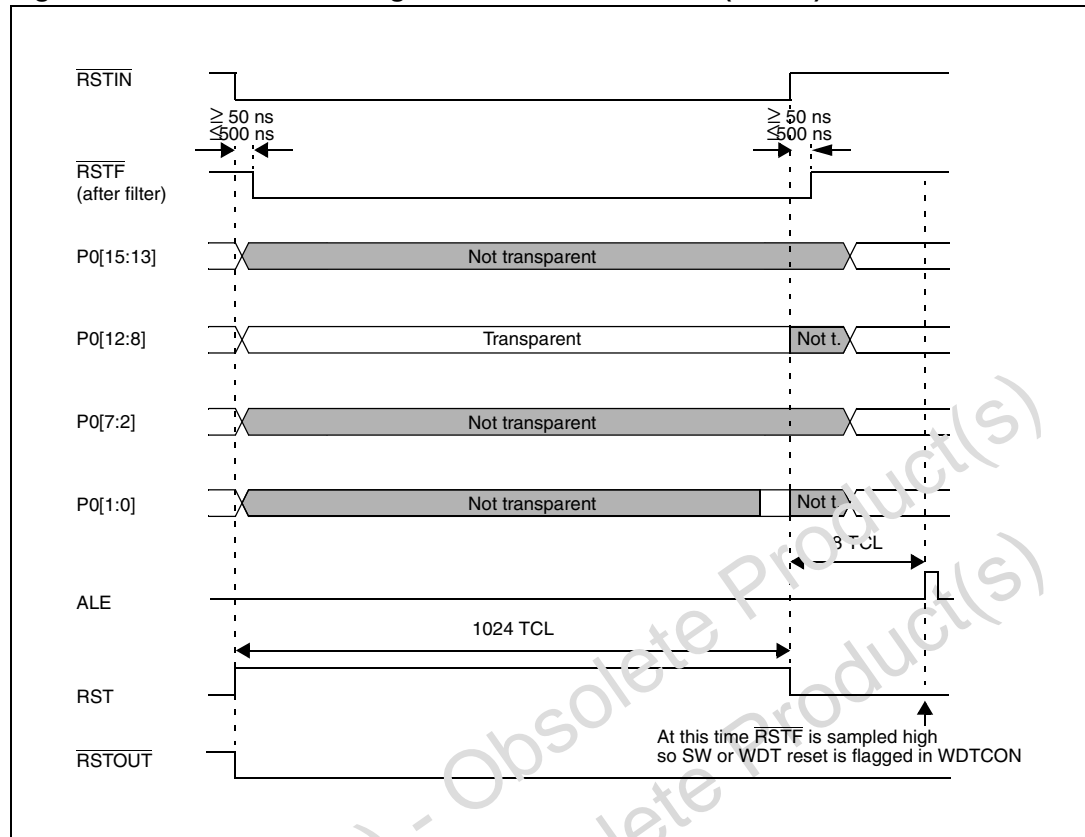 RSTIN
≥ 50 ns
≤500 ns
≥ 50 ns
≤500 ns
RSTF
(after filter)
P0[15:13]
Not transparent
P0[12:8]
Transparent
Not t.
P0[7:2]
Not transparent
P0[1:0]
Not transparent
Not t.
TCL
ALE
1024 TCL
RST
At this time RSTF is sampled high
so SW or WDT reset is flagged in WDTCON
RSTOUT
) - Obsolete Product(s)
lete Product(s)